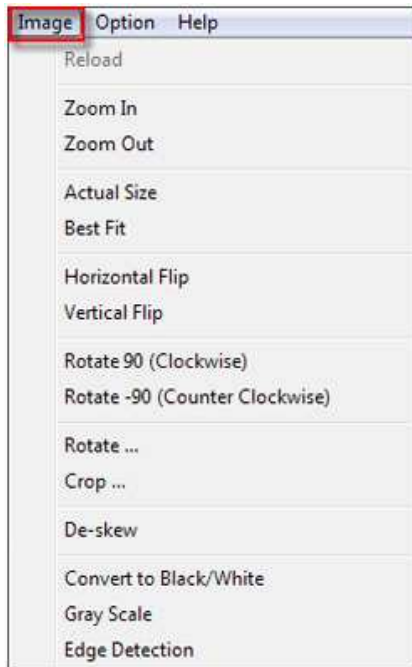 Image Option Help
Reload
Zoom In
Zoom Out
Actual Size
Best Fit
Horizontal Flip
Vertical Flip
Rotate 90 (Clockwise)
Rotate -90 (Counter Clockwise)
Rotate ...
Crop ...
De-skew
Convert to Black/White
Gray Scale
Edge Detection